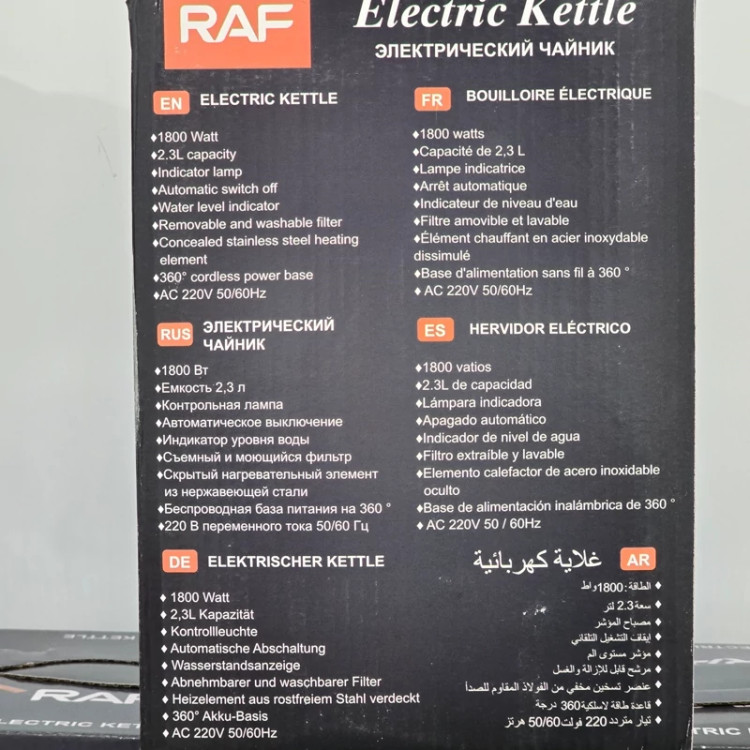 RAF
Electric Kettle
ЭЛЕКТРИЧЕСКИЙ ЧАЙНИК
EN ELECTRIC KETTLE
♦1800 Watt
♦2.3L capacity
♦Indicator lamp
♦Automatic switch off
♦Water level indicator
♦Removable and washable filter
♦Concealed stainless steel heating
element
♦360° cordless power base
♦AC 220V 50/60Hz
FR BOUILLOIRE ÉLECTRIQUE
♦1800 watts
♦Capacité de 2,3 L
♦Lampe indicatrice
♦Arrêt automatique
♦Indicateur de niveau d'eau
♦Filtre amovible et lavable
♦Élément chauffant en acier inoxydable
dissimulé
♦Base d'alimentation sans fil à 360 °
♦ AC 220V 50/60Hz
RUS ЭЛЕКТРИЧЕСКИЙ
ЧАЙНИК
♦1800 Вт
♦Емкость 2,3 л
♦Контрольная лампа
♦Автоматическое выключение
♦Индикатор уровня воды
♦Съемный и моющийся фильтр
♦Скрытый нагревательный элемент
из нержавеющей стали
♦Беспроводная база питания на 360 °
♦220 В переменного тока 50/60 Гц
ES HERVIDOR ELÉCTRICO
♦1800 vatios
♦2.3L de capacidad
♦Lámpara indicadora
♦Apagado automático
♦Indicador de nivel de agua
♦Filtro extraíble y lavable
♦Elemento calefactor de acero inoxidable
oculto
♦Base de alimentación inalámbrica de 360 °
♦ AC 220V 50 / 60Hz
DE ELEKTRISCHER KETTLE
♦ 1800 Watt
♦ 2,3L Kapazität
♦ Kontrollleuchte
♦ Automatische Abschaltung
♦ Wasserstandsanzeige
♦ Abnehmbarer und waschbarer Filter
♦ Heizelement aus rostfreiem Stahl verdeckt
♦ 360° Akku-Basis
♦ AC 220V 50/60Hz
AR غلاية كهربائية
♦ الطاقة:1800واط
♦ سعة2.3 لتر
♦ مصباح المؤشر
♦ إيقاف التشغيل التلقائي
♦ مؤشر مستوى الم
♦ مرشح قابل للإزالة والغسل
♦ عنصر تسخين مخفي من الفولاذ المقاوم للصدأ
♦ قاعدة طاقة لاسلكية360 درجة
♦ تيار متردد 220 فولت50/60 هرتز
KETTLE
RAF
ELECTRIC KET